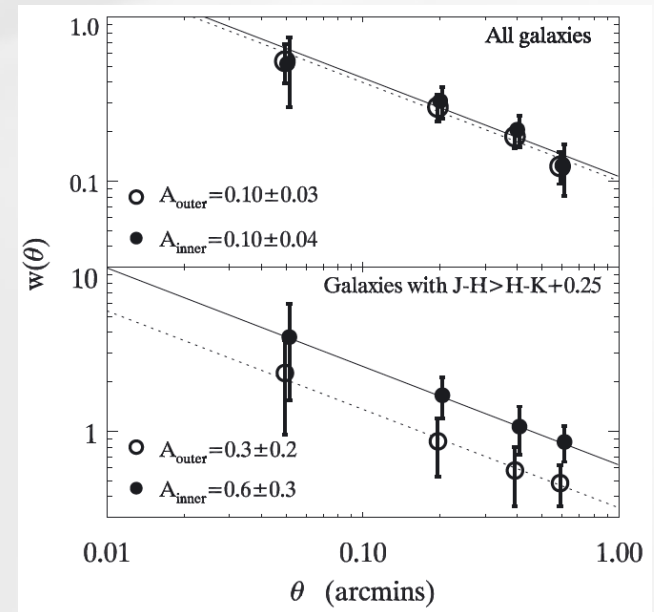 All galaxies
1.0
0.1
A_outer=0.10±0.03
A_inner=0.10±0.04
w(θ)
Galaxies with J-H>H-K+0.25
10
1
A_outer=0.3±0.2
A_inner=0.6±0.3
0.01
0.10
1.00
θ (arcmins)